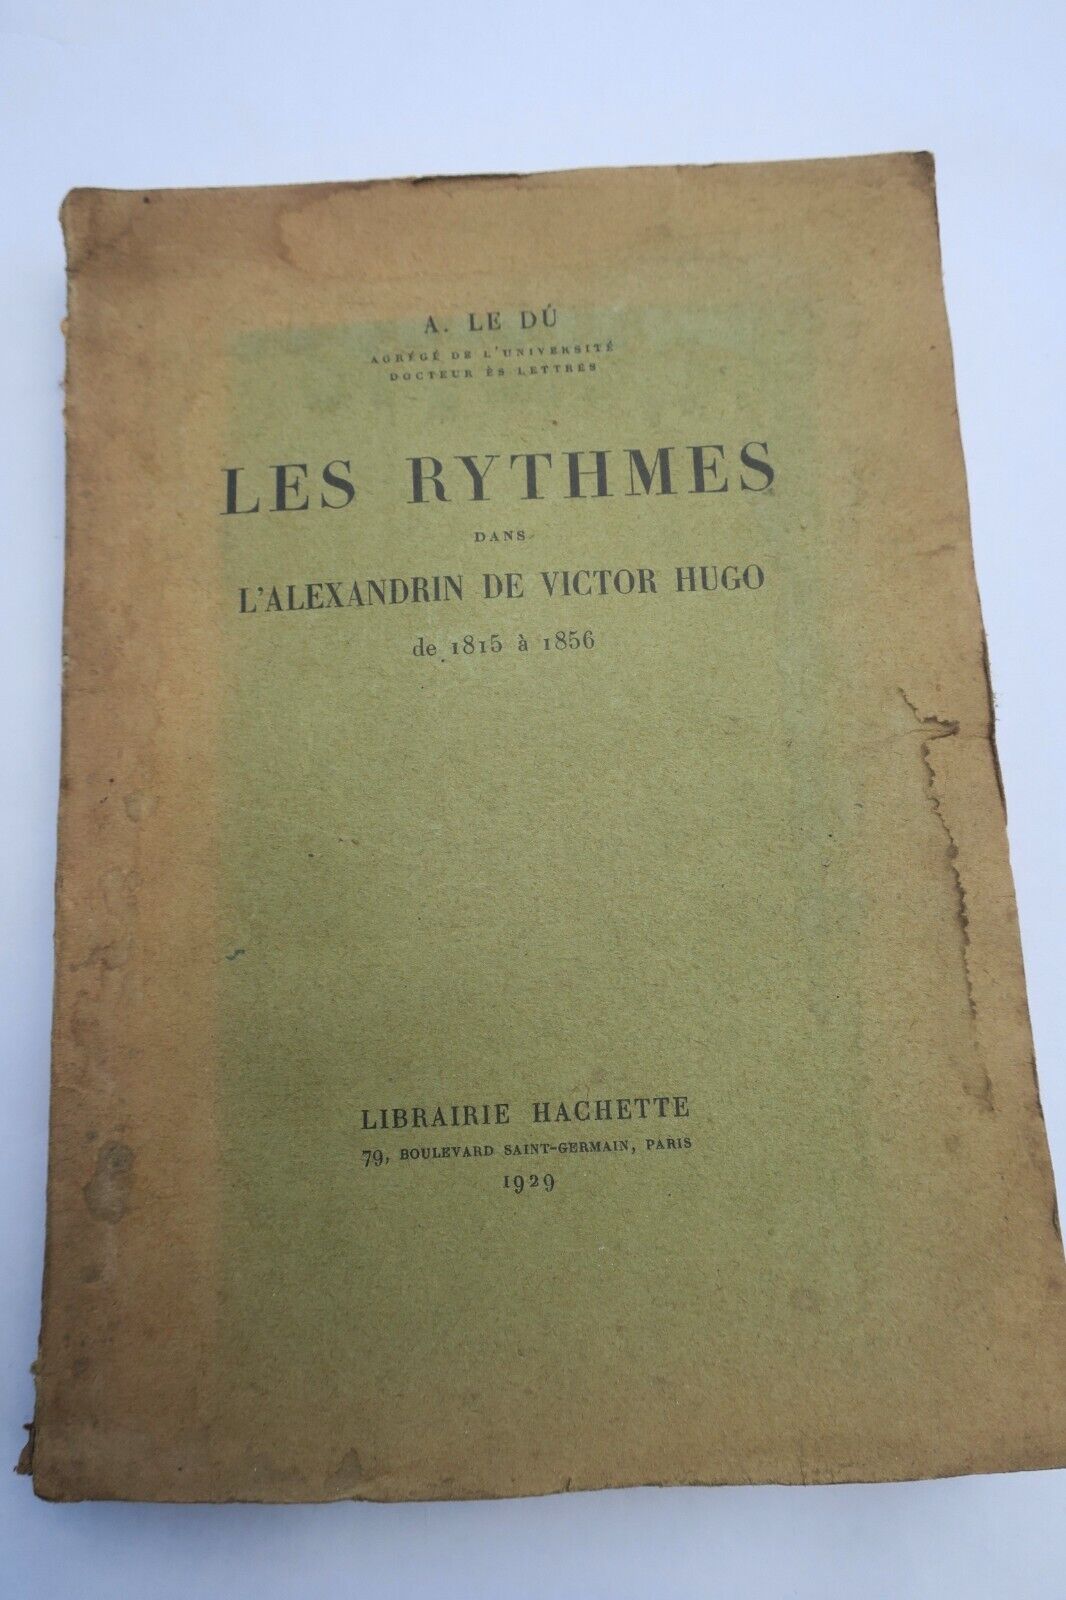 A. LE DÚ
AGRÉGÉ DE L'UNIVERSITÉ
DOCTEUR ÈS LETTRES
LES RYTHMES
DANS
L'ALEXANDRIN DE VICTOR HUGO
de 1815 à 1856
LIBRAIRIE HACHETTE
79, BOULEVARD SAINT-GERMAIN, PARIS
1929